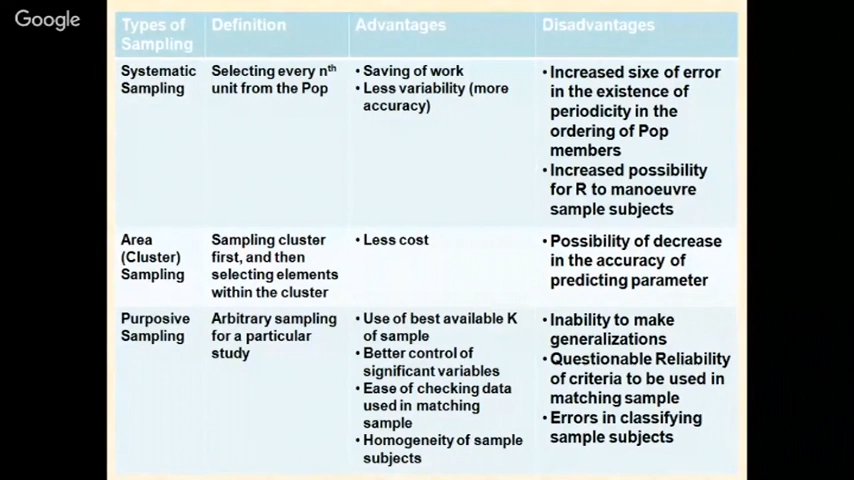 Google
Types of Sampling
Definition
Advantages
Disadvantages
Systematic
Sampling
Selecting every nth
unit from the Pop
• Saving of work
• Less variability (more
accuracy)
• Increased sixe of error
in the existence of
periodicity in the
ordering of Pop
members
• Increased possibility
for R to manoeuvre
sample subjects
Area
(Cluster)
Sampling
Sampling cluster
first, and then
selecting elements
within the cluster
• Less cost
• Possibility of decrease
in the accuracy of
predicting parameter
Purposive
Sampling
Arbitrary sampling
for a particular
study
• Use of best available K
of sample
• Better control of
significant variables
• Ease of checking data
used in matching
sample
• Homogeneity of sample
subjects
• Inability to make
generalizations
• Questionable Reliability
of criteria to be used in
matching sample
• Errors in classifying
sample subjects